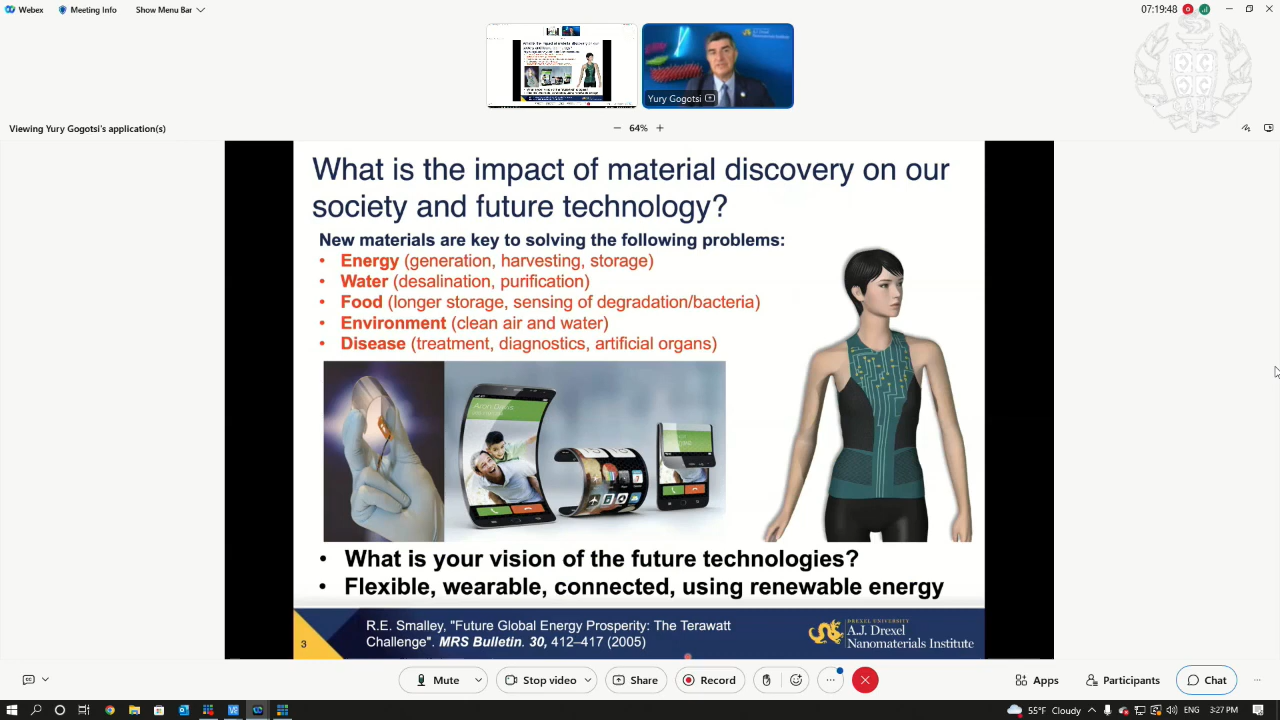 Webex
Meeting Info
Show Menu Bar
07:19:48
Yury Gogotsi
Viewing Yury Gogotsi's application(s)
64%
What is the impact of material discovery on our
society and future technology?
New materials are key to solving the following problems:
• Energy (generation, harvesting, storage)
• Water (desalination, purification)
• Food (longer storage, sensing of degradation/bacteria)
• Environment (clean air and water)
• Disease (treatment, diagnostics, artificial organs)
• What is your vision of the future technologies?
• Flexible, wearable, connected, using renewable energy
R.E. Smalley, "Future Global Energy Prosperity: The Terawatt
Challenge". MRS Bulletin. 30, 412–417 (2005)
3
DREXEL UNIVERSITY
A.J. Drexel
Nanomaterials Institute
Mute
Stop video
Share
Record
Apps
Participants
Chat
55°F Cloudy
ENG
3:27 PM